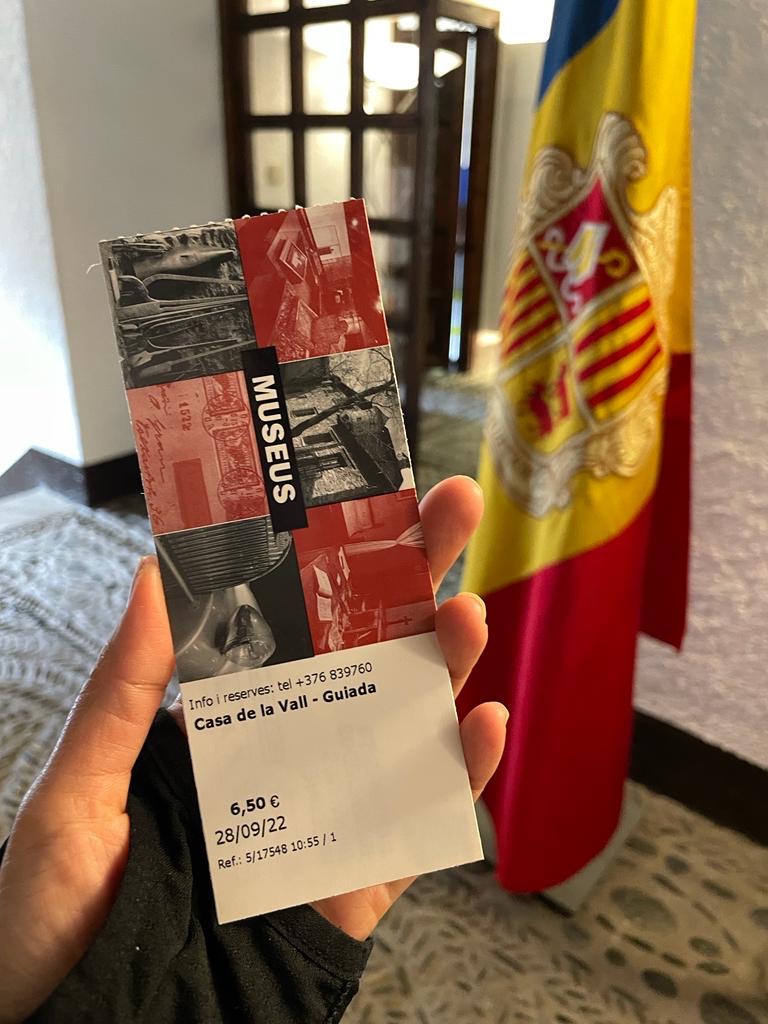 MUSEUS
1522
Info i reserves: tel +376 839760
Casa de la Vall - Guiada
6,50 €
28/09/22
Ref.: 5/17548 10:55 / 1